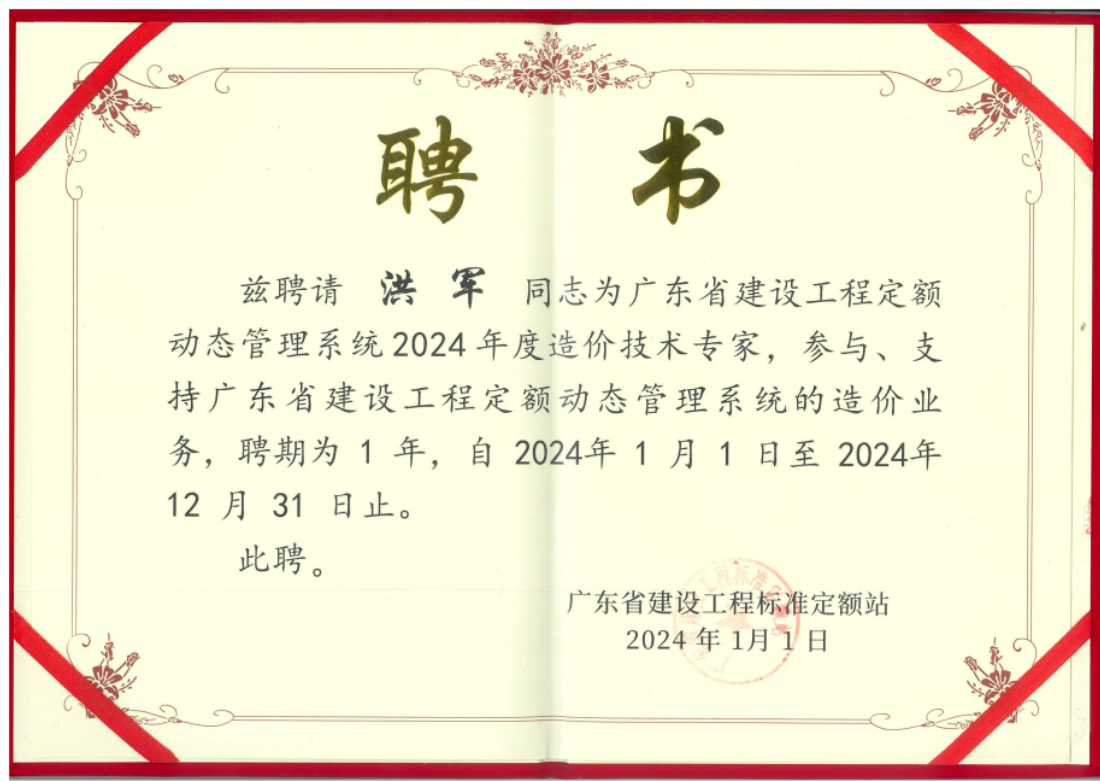 聘 书
兹聘请 洪 军 同志为广东省建设工程定额
动态管理系统2024年度造价技术专家，参与、支
持广东省建设工程定额动态管理系统的造价业
务，聘期为 1 年，自 2024年 1 月 1 日至 2024年
12 月 31 日止。
此聘。
广东省建设工程标准定额站
2024 年 1月 1 日